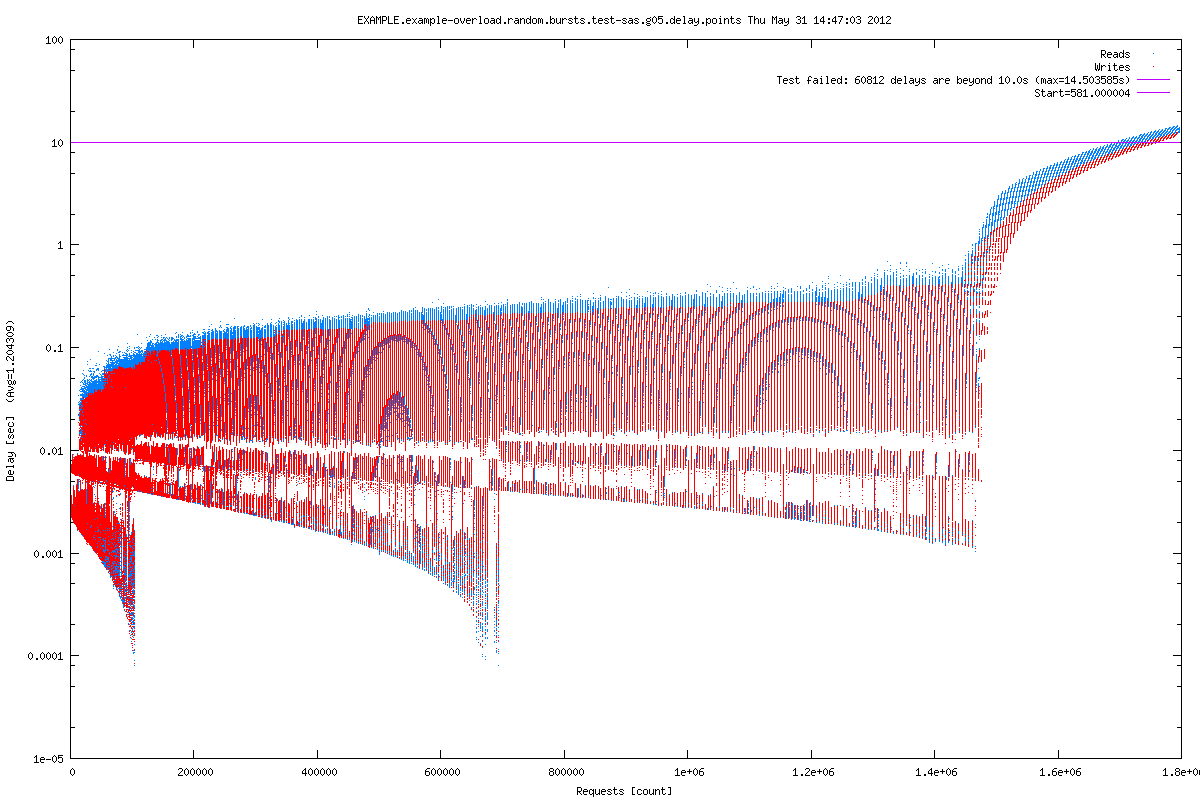 EXAMPLE.example-overload.random.bursts.test-sas.g05.delay.points Thu May 31 14:47:03 2012
100
Reads
Writes
Test failed: 60812 delays are beyond 10.0s (max=14.503585s)
Start=581.000004
10
1
0.1
0.01
0.001
0.0001
1e-05
Delay [sec] (Avg=1.204309)
0 200000 400000 600000 800000 1e+06 1.2e+06 1.4e+06 1.6e+06 1.8e+0
Requests [count]